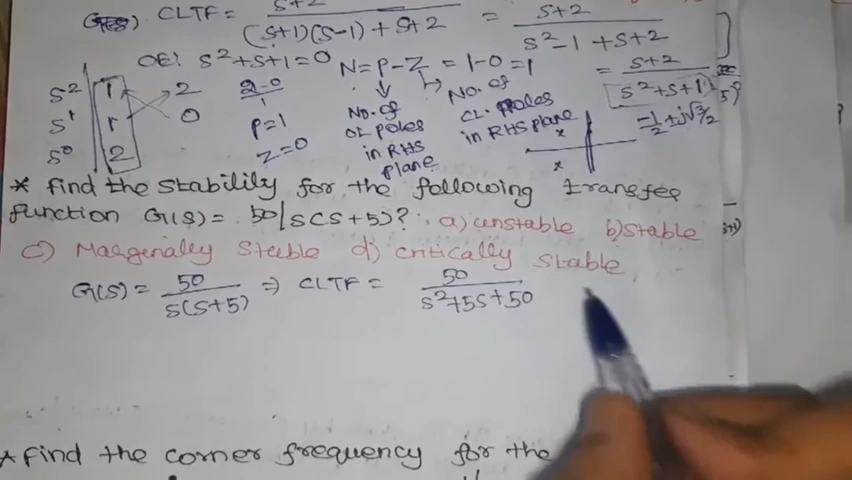 CLTF = s+2 / (s+1)(s-1) + s+2 = s+2 / s²-1+s+2
CE: s²+s+1=0 N=P-Z = 1-0=1 = s+2 / s²+s+1
s² 1 2 2-0/1 No. of No. of
s¹ 1 0 P=1 OL poles CL poles -1/2+j√3/2
s⁰ 2 Z=0 in RHS plane in RHS plane
* find the stability for the following transfer
function G(s) = 50/s(s+5)? a) unstable b) stable
c) Marginally Stable d) critically stable
G(s) = 50/s(s+5) ⇒ CLTF = 50/s²+5s+50
* find the corner frequency for the